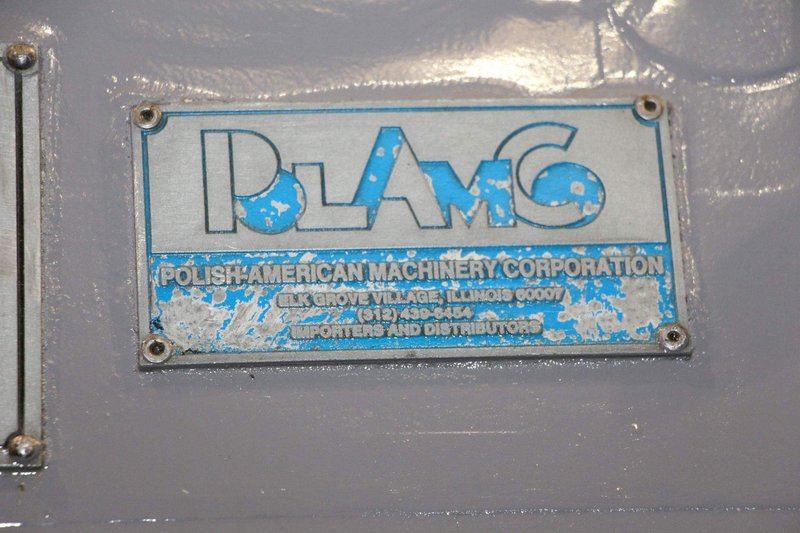 POLAMCO
POLISH-AMERICAN MACHINERY CORPORATION
ELK GROVE VILLAGE, ILLINOIS 60007
(312) 439-6454
IMPORTERS AND DISTRIBUTORS